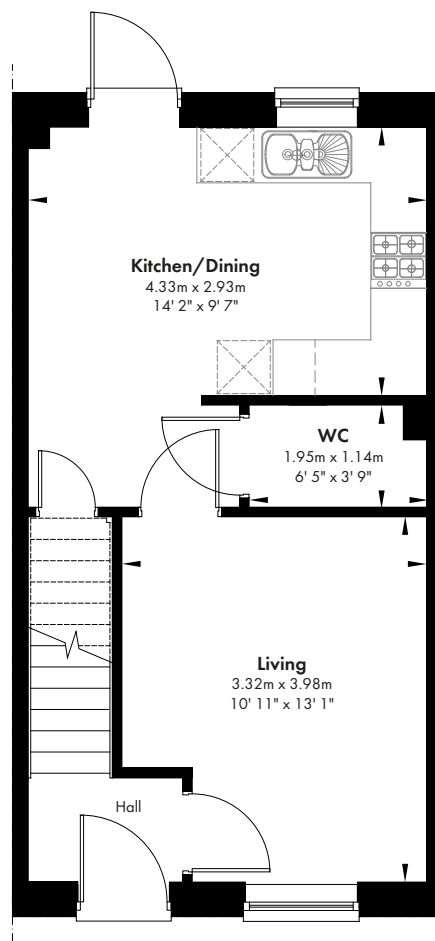 Kitchen/Dining
4.33m x 2.93m
14' 2" x 9' 7"
WC
1.95m x 1.14m
6' 5" x 3' 9"
Living
3.32m x 3.98m
10' 11" x 13' 1"
Hall